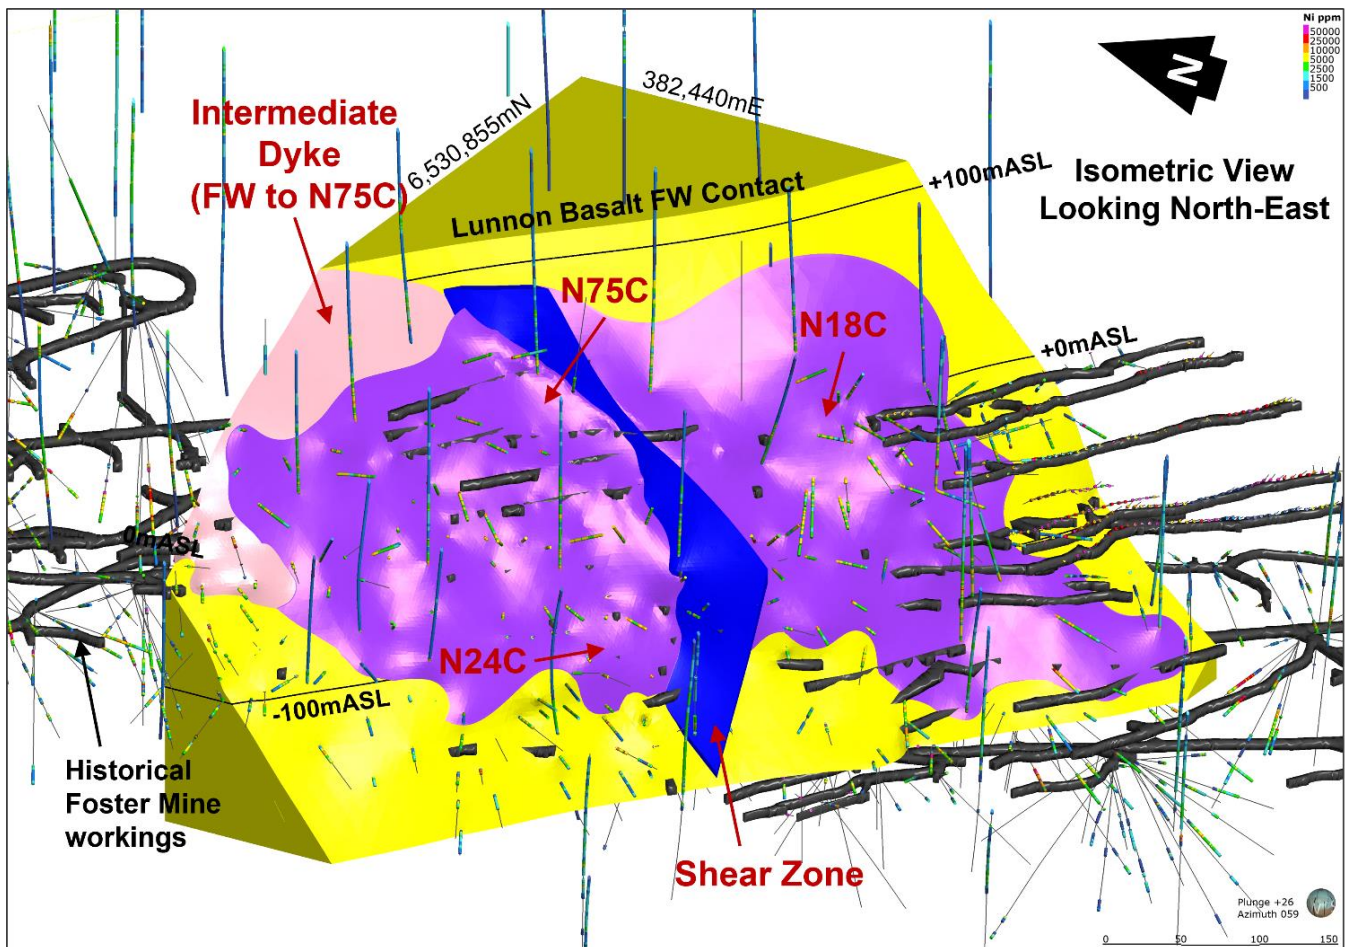 Ni ppm
50000
25000
10000
5000
2500
1500
500
N
Isometric View
Looking North-East
Intermediate
Dyke
(FW to N75C)
6,530,855mN
382,440mE
Lunnon Basalt FW Contact
+100mASL
N75C
N18C
+0mASL
0mASL
N24C
-100mASL
Historical
Foster Mine
workings
Shear Zone
Plunge +26
Azimuth 059
0 50 100 150